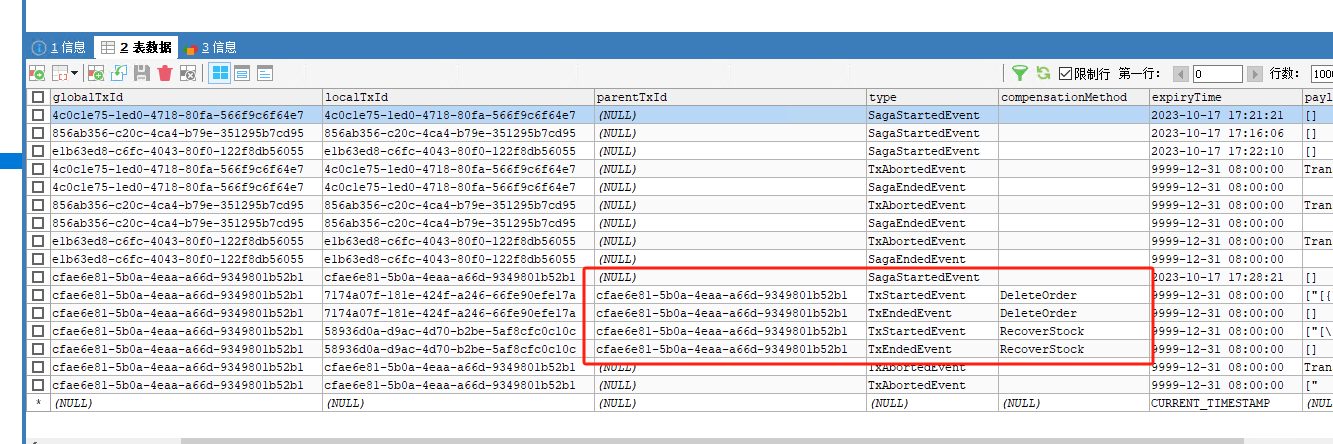 1 信息 2 表数据 3 信息
限制行 第一行: 0 行数: 1000
globalTxId localTxId parentTxId type compensationMethod expiryTime payl
4c0c1e75-1ed0-4718-80fa-566f9c6f64e7 4c0c1e75-1ed0-4718-80fa-566f9c6f64e7 (NULL) SagaStartedEvent 2023-10-17 17:21:21 []
856ab356-c20c-4ca4-b79e-351295b7cd95 856ab356-c20c-4ca4-b79e-351295b7cd95 (NULL) SagaStartedEvent 2023-10-17 17:16:06 []
e1b63ed8-c6fc-4043-80f0-122f8db56055 e1b63ed8-c6fc-4043-80f0-122f8db56055 (NULL) SagaStartedEvent 2023-10-17 17:22:10 []
4c0c1e75-1ed0-4718-80fa-566f9c6f64e7 4c0c1e75-1ed0-4718-80fa-566f9c6f64e7 (NULL) TxAbortedEvent 9999-12-31 08:00:00 Tran
4c0c1e75-1ed0-4718-80fa-566f9c6f64e7 4c0c1e75-1ed0-4718-80fa-566f9c6f64e7 (NULL) SagaEndedEvent 9999-12-31 08:00:00
856ab356-c20c-4ca4-b79e-351295b7cd95 856ab356-c20c-4ca4-b79e-351295b7cd95 (NULL) TxAbortedEvent 9999-12-31 08:00:00 Tran
856ab356-c20c-4ca4-b79e-351295b7cd95 856ab356-c20c-4ca4-b79e-351295b7cd95 (NULL) SagaEndedEvent 9999-12-31 08:00:00
e1b63ed8-c6fc-4043-80f0-122f8db56055 e1b63ed8-c6fc-4043-80f0-122f8db56055 (NULL) TxAbortedEvent 9999-12-31 08:00:00 Tran
e1b63ed8-c6fc-4043-80f0-122f8db56055 e1b63ed8-c6fc-4043-80f0-122f8db56055 (NULL) SagaEndedEvent 9999-12-31 08:00:00
cfae6e81-5b0a-4eaa-a66d-9349801b52b1 cfae6e81-5b0a-4eaa-a66d-9349801b52b1 (NULL) SagaStartedEvent 2023-10-17 17:28:21 []
cfae6e81-5b0a-4eaa-a66d-9349801b52b1 7174a07f-181e-424f-a246-66fe90efe17a cfae6e81-5b0a-4eaa-a66d-9349801b52b1 TxStartedEvent DeleteOrder 9999-12-31 08:00:00 ["[{
cfae6e81-5b0a-4eaa-a66d-9349801b52b1 7174a07f-181e-424f-a246-66fe90efe17a cfae6e81-5b0a-4eaa-a66d-9349801b52b1 TxEndedEvent DeleteOrder 9999-12-31 08:00:00 []
cfae6e81-5b0a-4eaa-a66d-9349801b52b1 58936d0a-d9ac-4d70-b2be-5af8cfc0c10c cfae6e81-5b0a-4eaa-a66d-9349801b52b1 TxStartedEvent RecoverStock 9999-12-31 08:00:00 ["[\
cfae6e81-5b0a-4eaa-a66d-9349801b52b1 58936d0a-d9ac-4d70-b2be-5af8cfc0c10c cfae6e81-5b0a-4eaa-a66d-9349801b52b1 TxEndedEvent RecoverStock 9999-12-31 08:00:00 []
cfae6e81-5b0a-4eaa-a66d-9349801b52b1 cfae6e81-5b0a-4eaa-a66d-9349801b52b1 (NULL) TxAbortedEvent 9999-12-31 08:00:00 Tran
cfae6e81-5b0a-4eaa-a66d-9349801b52b1 cfae6e81-5b0a-4eaa-a66d-9349801b52b1 (NULL) TxAbortedEvent 9999-12-31 08:00:00 ["
* (NULL) (NULL) (NULL) (NULL) (NULL) CURRENT_TIMESTAMP (NUL